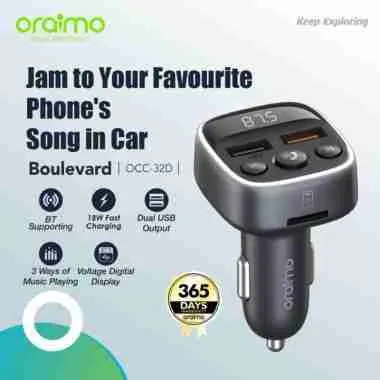 oraimo
Keep Exploring
Jam to Your Favourite
Phone's
Song in Car
Boulevard | OCC-32D |
87.5
BT
Supporting
18W Fast
Charging
Dual USB
Output
3 Ways of
Music Playing
Voltage Digital
Display
365
DAYS
WARRANTY
oraimo
oraimo